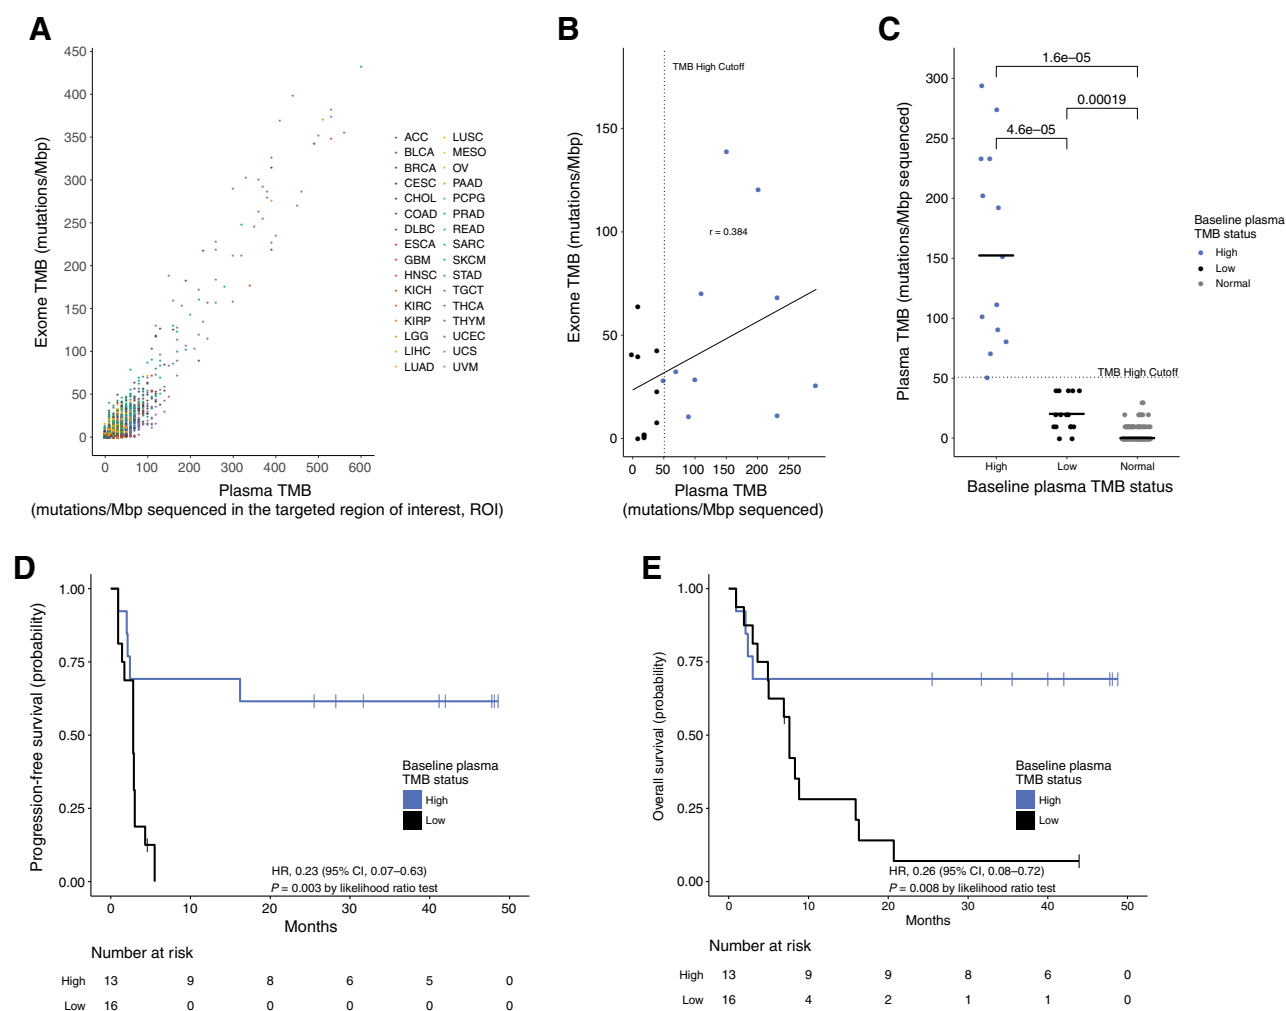 A
450
400
350
300
250
200
150
100
50
0
0 100 200 300 400 500 600
Exome TMB (mutations/Mbp)
Plasma TMB
(mutations/Mbp sequenced in the targeted region of interest, ROI)
ACC LUSC
BLCA MESO
BRCA OV
CESC PAAD
CHOL PCPG
COAD PRAD
DLBC READ
ESCA SARC
GBM SKCM
HNSC STAD
KICH TGCT
KIRC THCA
KIRP THYM
LGG UCEC
LIHC UCS
LUAD UVM
B
TMB High Cutoff
150
100
50
0
r = 0.384
0 50 100 150 200 250
Exome TMB (mutations/Mbp)
Plasma TMB
(mutations/Mbp sequenced)
C
1.6e−05
0.00019
4.6e−05
300
250
200
150
100
50
0
TMB High Cutoff
High Low Normal
Plasma TMB (mutations/Mbp sequenced)
Baseline plasma TMB status
Baseline plasma
TMB status
High
Low
Normal
D
1.00
0.75
0.50
0.25
0.00
Progression-free survival (probability)
Baseline plasma
TMB status
High
Low
HR, 0.23 (95% CI, 0.07–0.63)
P = 0.003 by likelihood ratio test
0 10 20 30 40 50
Months
Number at risk
High 13 9 8 6 5 0
Low 16 0 0 0 0 0
E
1.00
0.75
0.50
0.25
0.00
Overall survival (probability)
Baseline plasma
TMB status
High
Low
HR, 0.26 (95% CI, 0.08–0.72)
P = 0.008 by likelihood ratio test
0 10 20 30 40 50
Months
Number at risk
High 13 9 9 8 6 0
Low 16 4 2 1 1 0